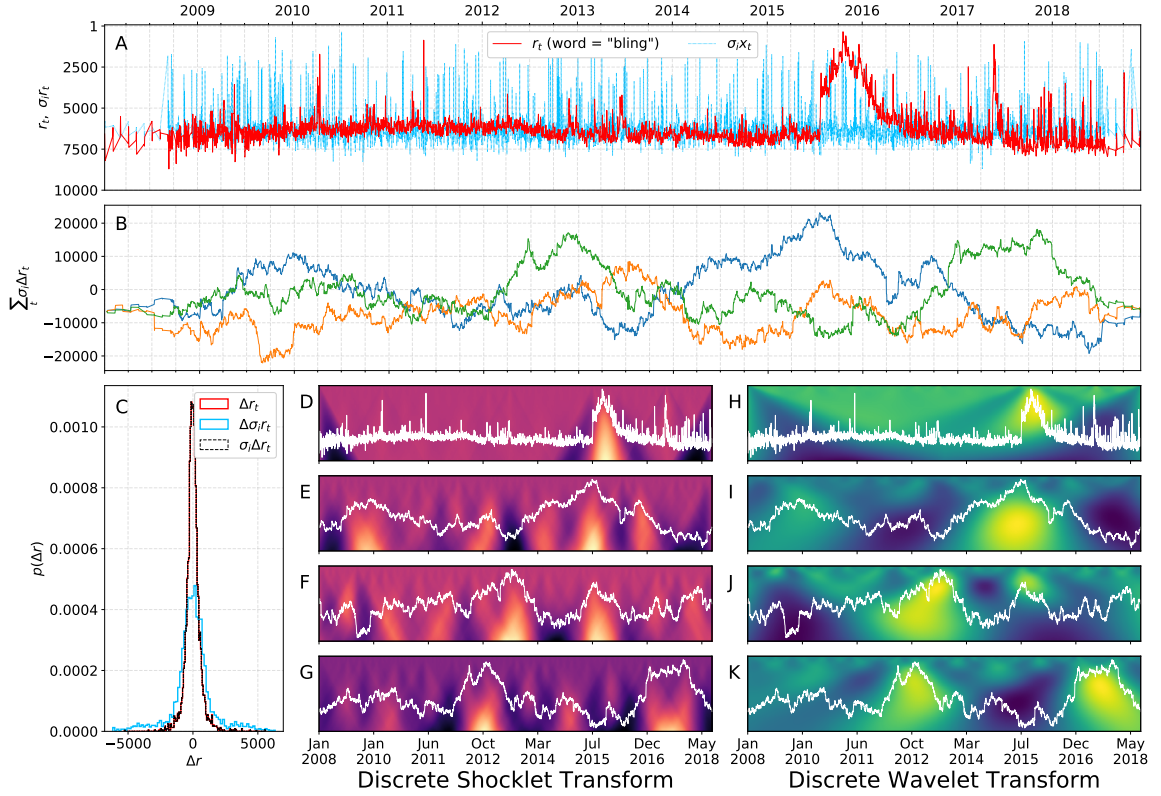 2009 2010 2011 2012 2013 2014 2015 2016 2017 2018
A
r_t (word = "bling") σ_i x_t
1
2500
5000
7500
10000
r_t, σ_i r_t
B
20000
10000
0
−10000
−20000
∑_t σ_i Δr_t
C
Δr_t
Δσ_i r_t
σ_i Δr_t
0.0010
0.0008
0.0006
0.0004
0.0002
0.0000
p(Δr)
−5000 0 5000
Δr
D
E
F
G
Jan 2008 Jan 2010 Jun 2011 Oct 2012 Mar 2014 Jul 2015 Dec 2016 May 2018
Discrete Shocklet Transform
H
I
J
K
Jan 2008 Jan 2010 Jun 2011 Oct 2012 Mar 2014 Jul 2015 Dec 2016 May 2018
Discrete Wavelet Transform